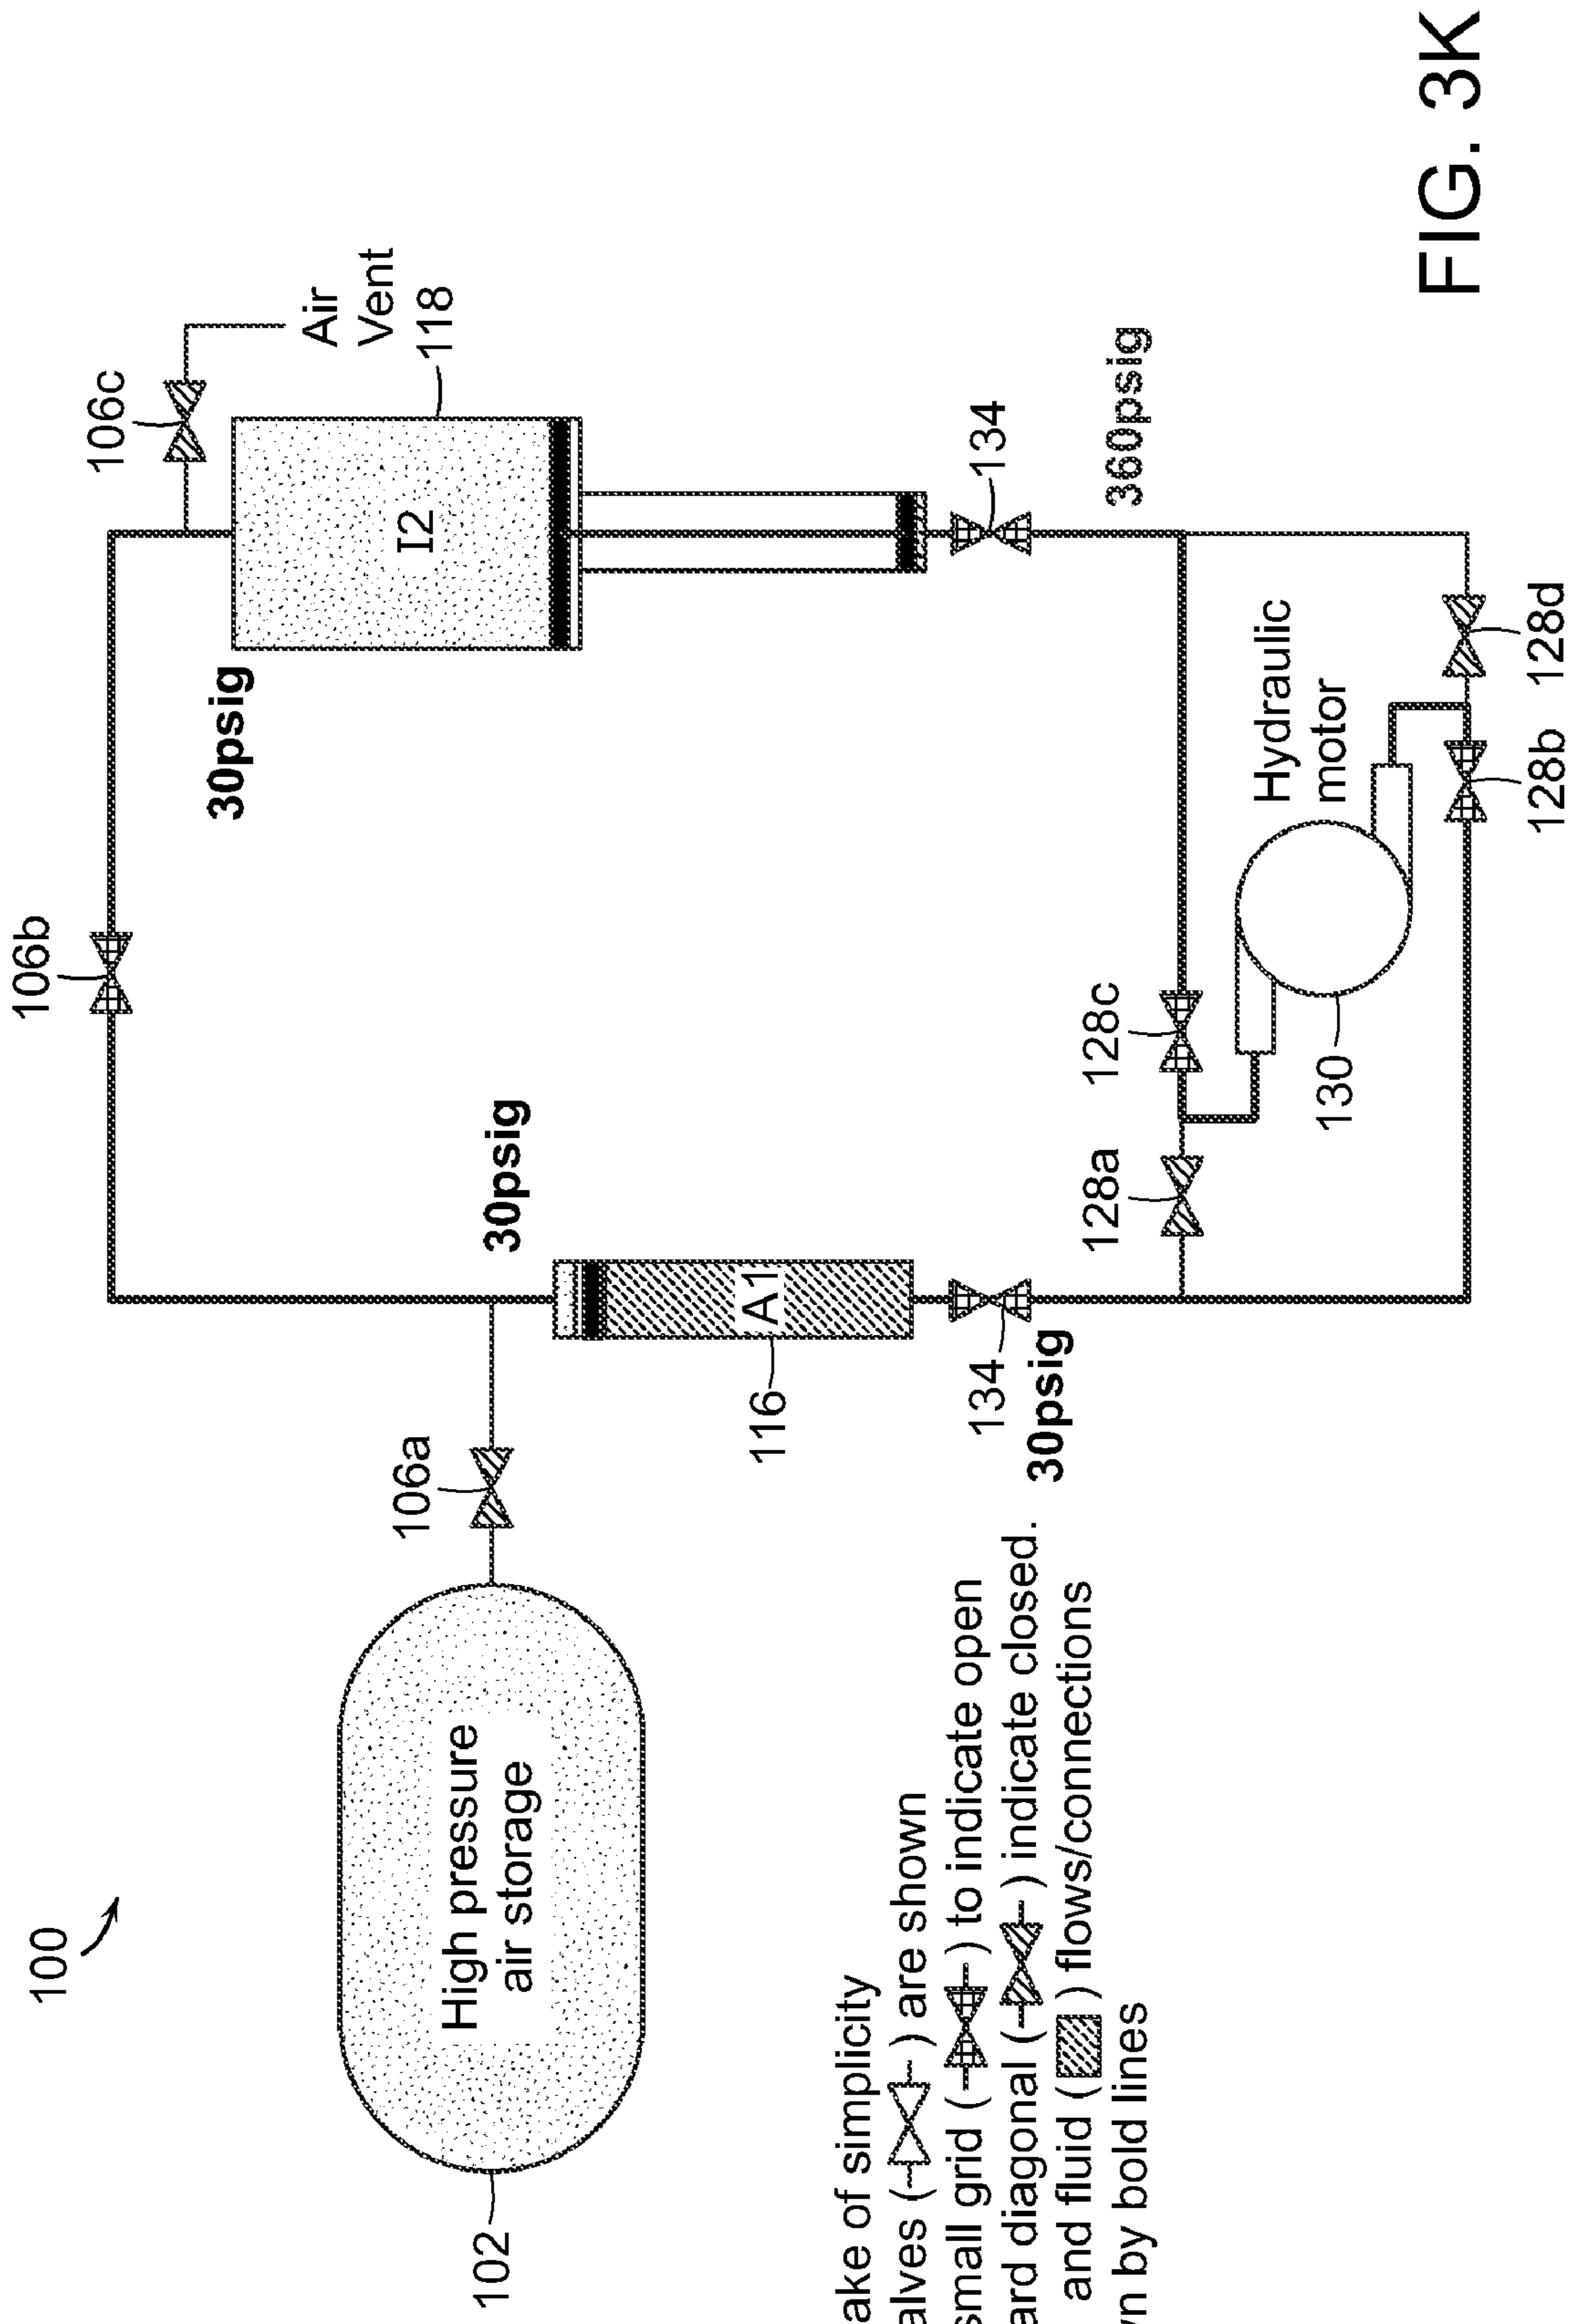 100
102
High pressure
air storage
106a
106b
106c
Air
Vent
118
I2
30psig
30psig
A1
116
134
30psig
134
360psig
128a
128c
Hydraulic
motor
130
128b
128d
ake of simplicity
alves ( ) are shown
small grid ( ) to indicate open
ard diagonal ( ) indicate closed.
and fluid ( ) flows/connections
wn by bold lines
FIG. 3K